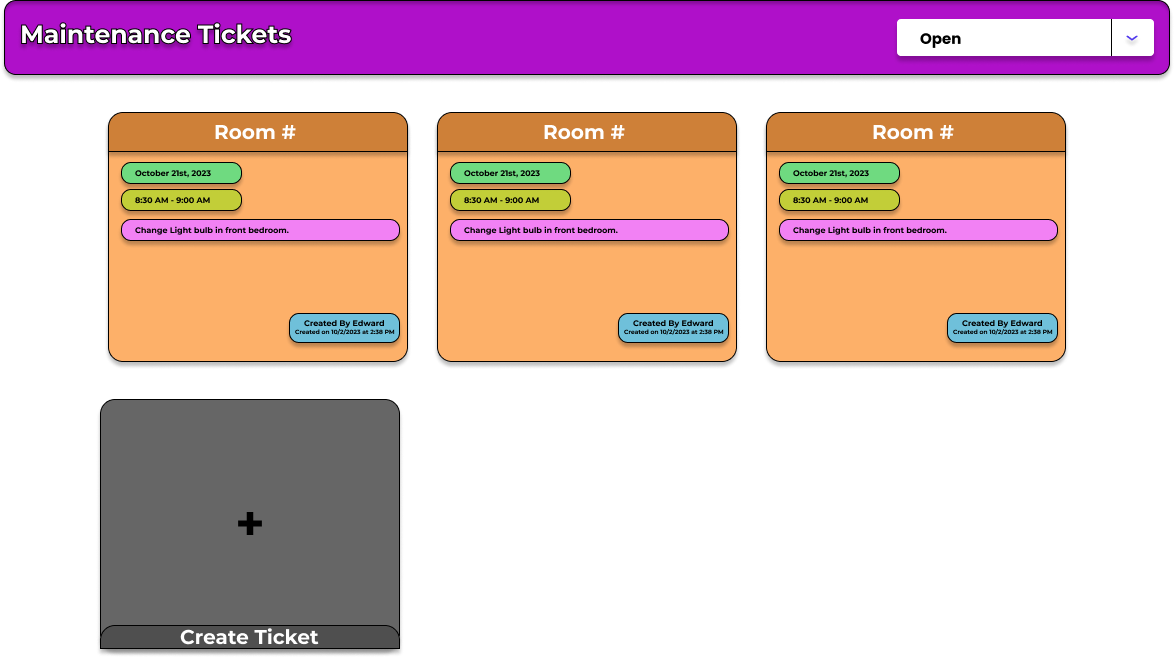 Maintenance Tickets
Open
Room #
October 21st, 2023
8:30 AM - 9:00 AM
Change Light bulb in front bedroom.
Created By Edward
Created on 10/2/2023 at 2:38 PM
Room #
October 21st, 2023
8:30 AM - 9:00 AM
Change Light bulb in front bedroom.
Created By Edward
Created on 10/2/2023 at 2:38 PM
Room #
October 21st, 2023
8:30 AM - 9:00 AM
Change Light bulb in front bedroom.
Created By Edward
Created on 10/2/2023 at 2:38 PM
+
Create Ticket